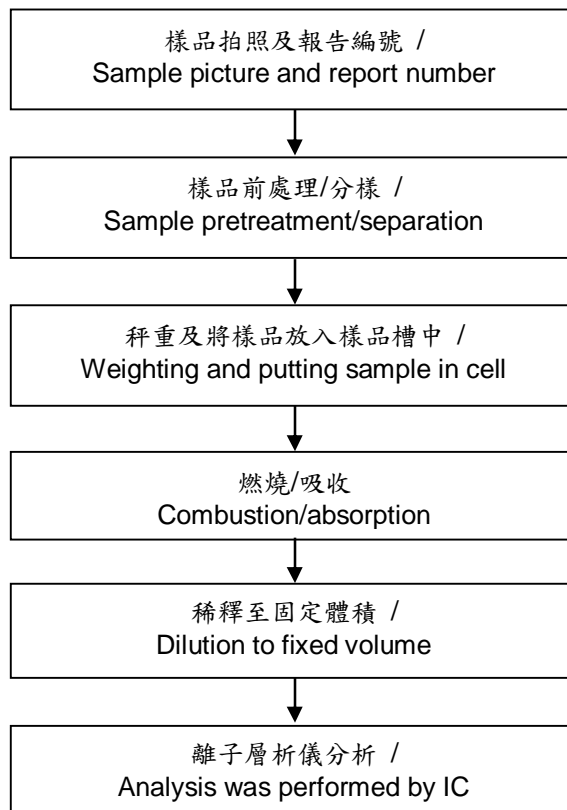 樣品拍照及報告編號 /
Sample picture and report number
樣品前處理/分樣 /
Sample pretreatment/separation
秤重及將樣品放入樣品槽中 /
Weighting and putting sample in cell
燃燒/吸收
Combustion/absorption
稀釋至固定體積 /
Dilution to fixed volume
離子層析儀分析 /
Analysis was performed by IC